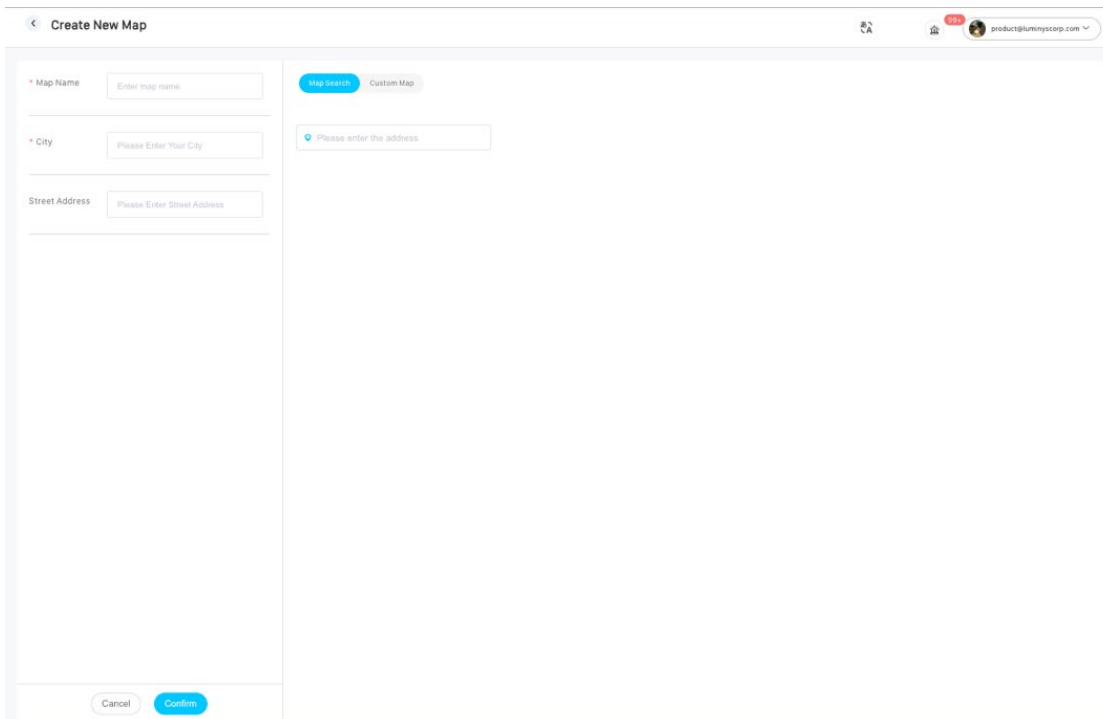 Create New Map
99+
product@luminyscorp.com
* Map Name
Enter map name
Map Search
Custom Map
* City
Please Enter Your City
Please enter the address
Street Address
Please Enter Street Address
Cancel
Confirm